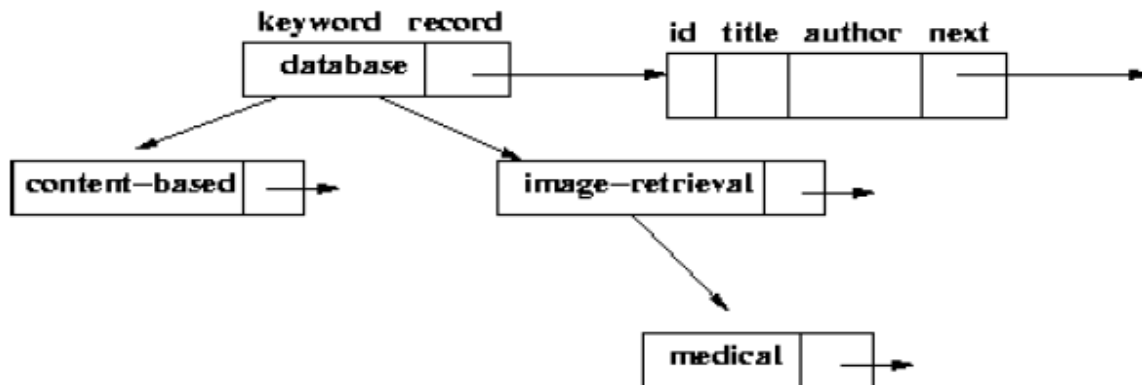 keyword record
id title author next
database
content-based
image-retrieval
medical